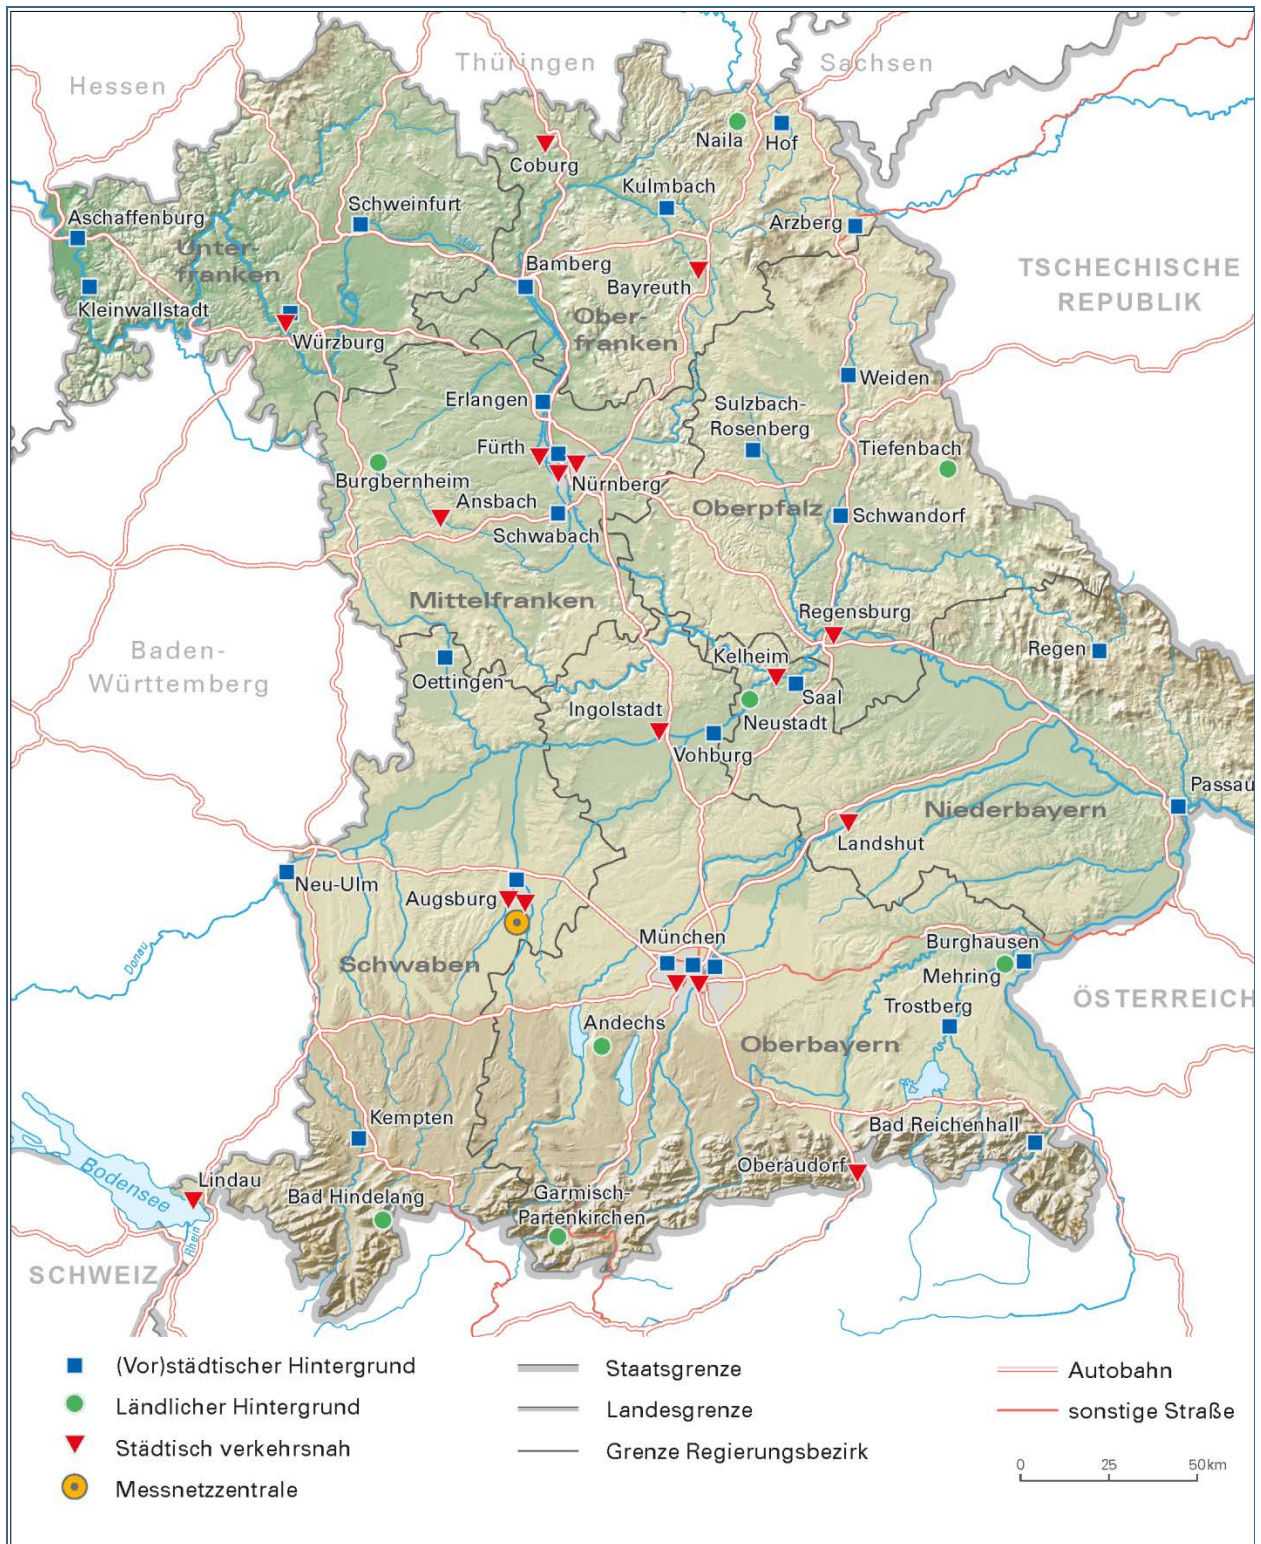 Thüringen
Sachsen
Hessen
Naila
Hof
Coburg
Kulmbach
Schweinfurt
Aschaffenburg
Arzberg
Main
Unter-
franken
Bamberg
Bayreuth
TSCHECHISCHE
REPUBLIK
Kleinwallstadt
Ober-
franken
Würzburg
Weiden
Erlangen
Sulzbach-
Rosenberg
Fürth
Tiefenbach
Burgbernheim
Nürnberg
Ansbach
Oberpfalz
Schwandorf
Schwabach
Mittelfranken
Regensburg
Baden-
Württemberg
Kelheim
Regen
Oettingen
Saal
Ingolstadt
Neustadt
Vohburg
Passau
Niederbayern
Landshut
Neu-Ulm
Augsburg
Donau
München
Burghausen
Schwaben
Mehring
ÖSTERREICH
Trostberg
Andechs
Oberbayern
Kempten
Bad Reichenhall
Bodensee
Lindau
Oberaudorf
Bad Hindelang
Garmisch-
Partenkirchen
Rhein
SCHWEIZ
(Vor)städtischer Hintergrund
Ländlicher Hintergrund
Städtisch verkehrsnah
Messnetzzentrale
Staatsgrenze
Landesgrenze
Grenze Regierungsbezirk
Autobahn
sonstige Straße
0 25 50 km